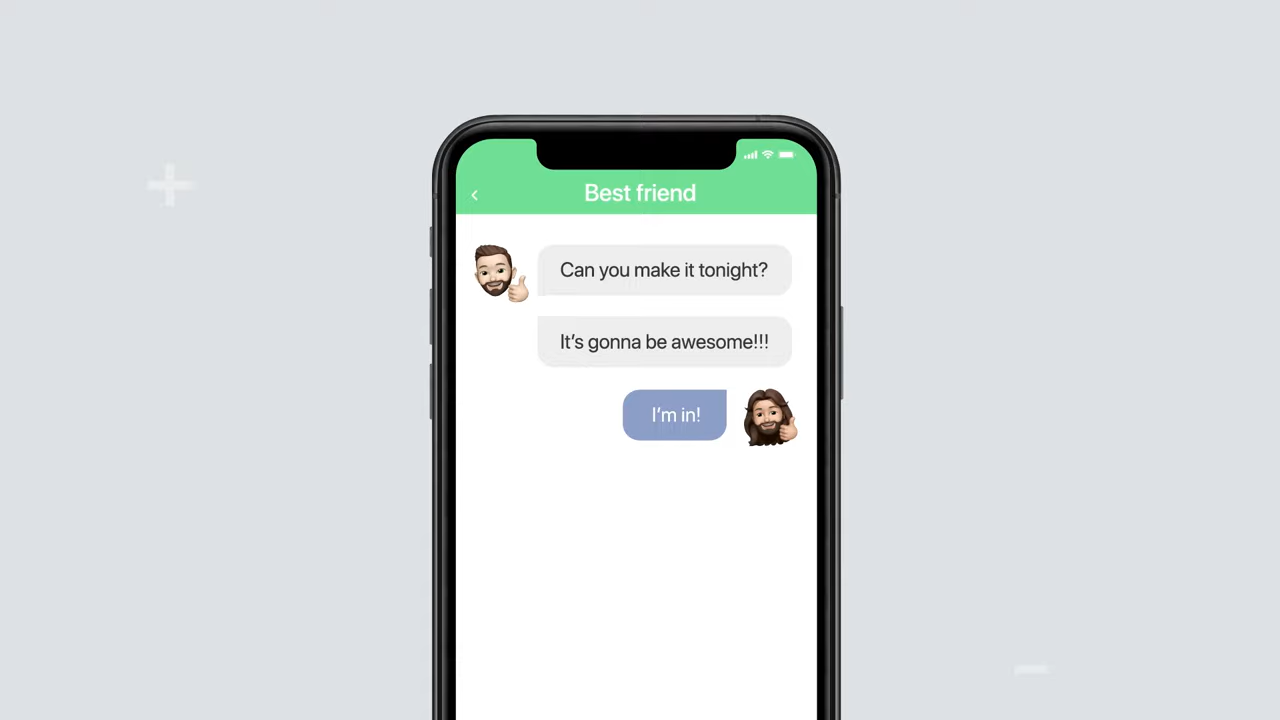 Best friend
Can you make it tonight?
It’s gonna be awesome!!!
I’m in!